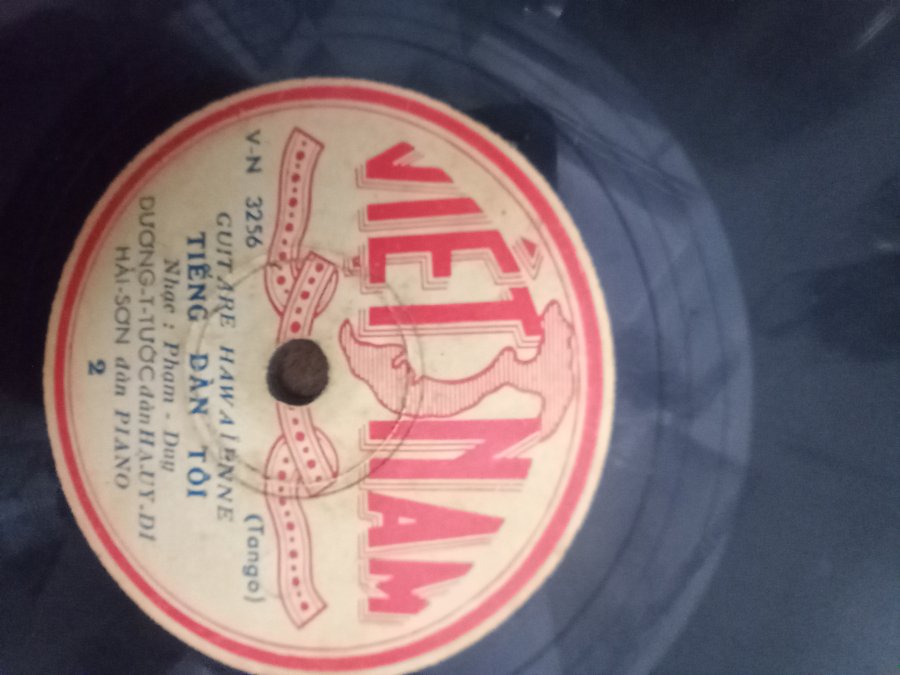 VIỆT NAM
V-N 3256 (Tango)
GUITARE HAWAIENNE
TIẾNG ĐÀN TÔI
Nhạc : Phạm - Duy
DƯƠNG-T-TƯỚC đàn HA.UY.DI
HẢI-SƠN đàn PIANO
2